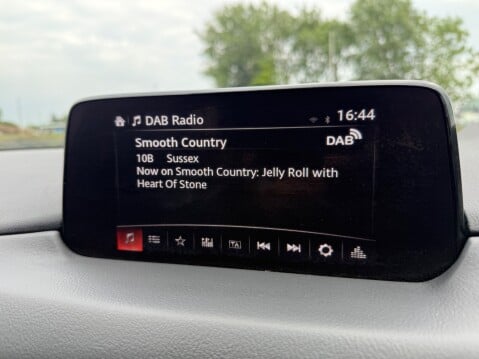 DAB Radio 16:44
Smooth Country DAB
10B Sussex
Now on Smooth Country: Jelly Roll with
Heart Of Stone
TA